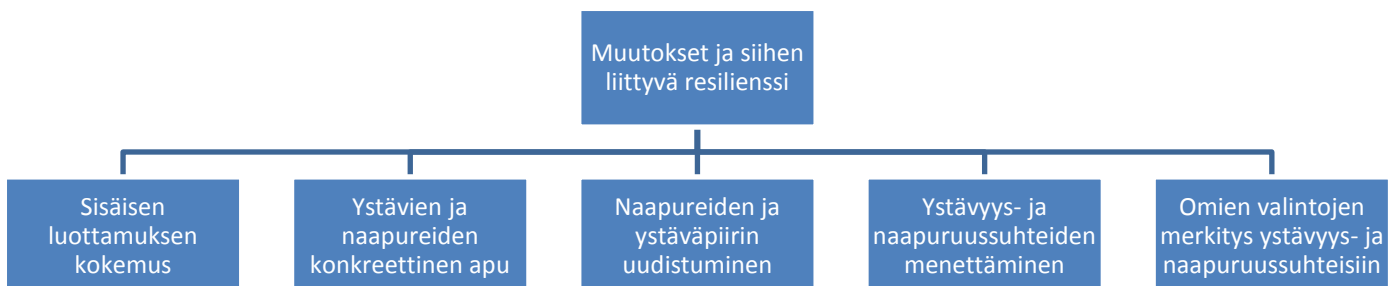 Muutokset ja siihen
liittyvä resilienssi
Sisäisen
luottamuksen
kokemus
Ystävien ja
naapureiden
konkreettinen apu
Naapureiden ja
ystäväpiirin
uudistuminen
Ystävyys- ja
naapuruussuhteiden
menettäminen
Omien valintojen
merkitys ystävyys- ja
naapuruussuhteisiin